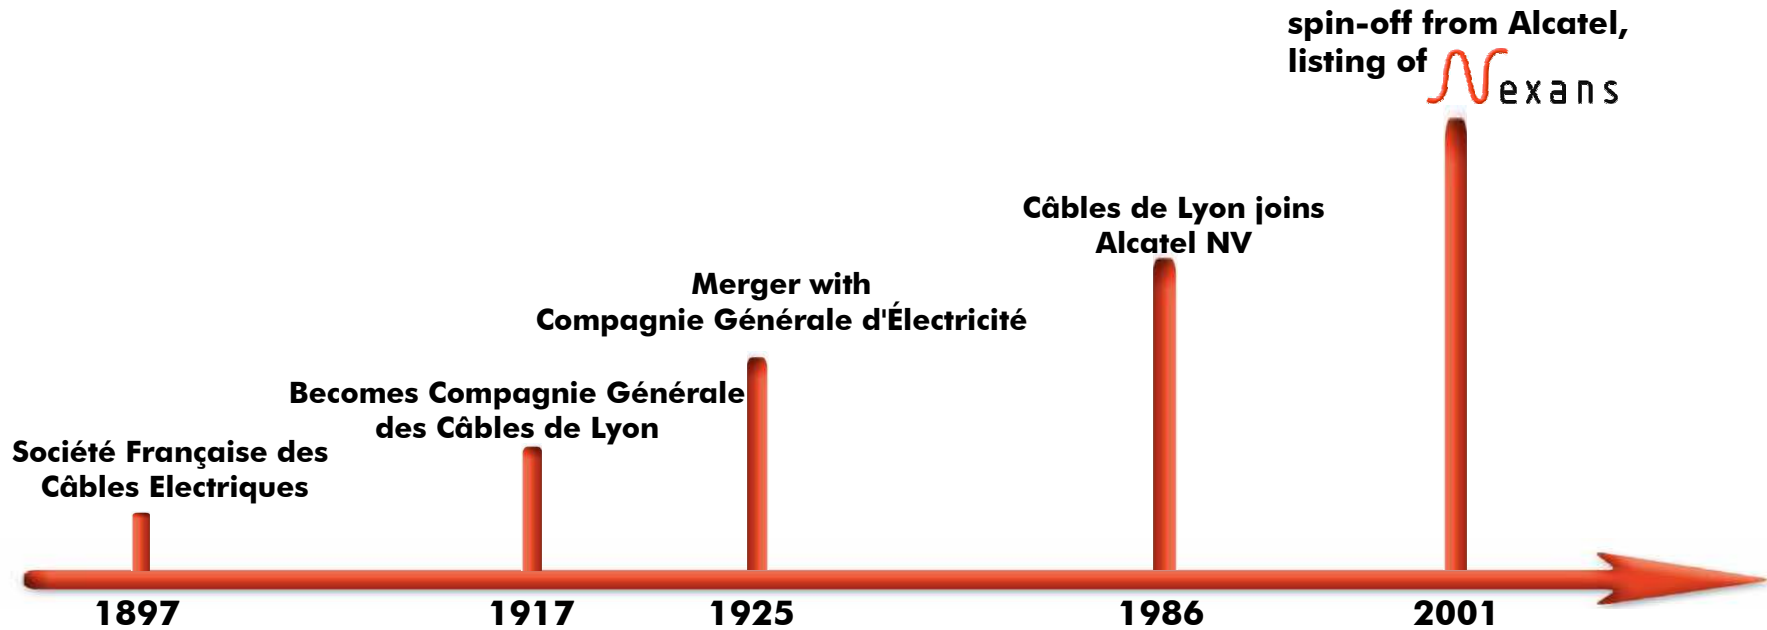 spin-off from Alcatel,
listing of Nexans
Câbles de Lyon joins
Alcatel NV
Merger with
Compagnie Générale d'Électricité
Becomes Compagnie Générale
des Câbles de Lyon
Société Française des
Câbles Electriques
1897 1917 1925 1986 2001